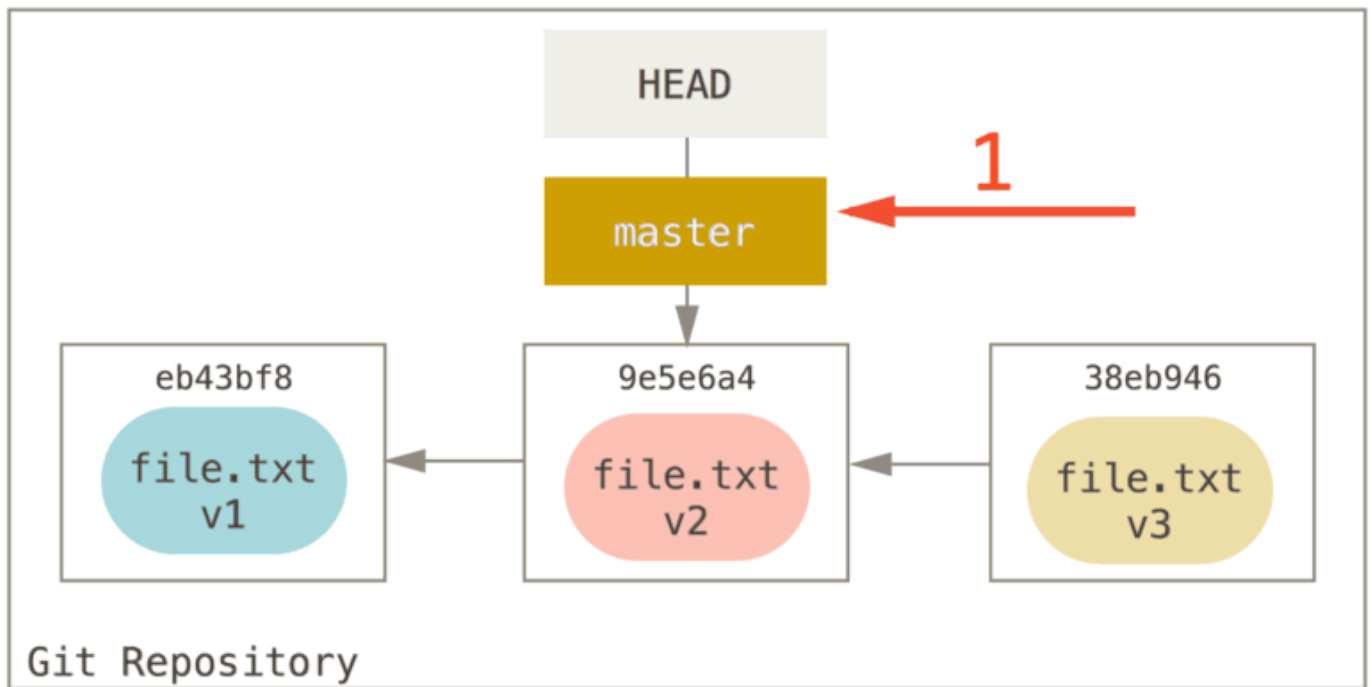 HEAD
1
master
eb43bf8
9e5e6a4
38eb946
file.txt
v1
file.txt
v2
file.txt
v3
Git Repository